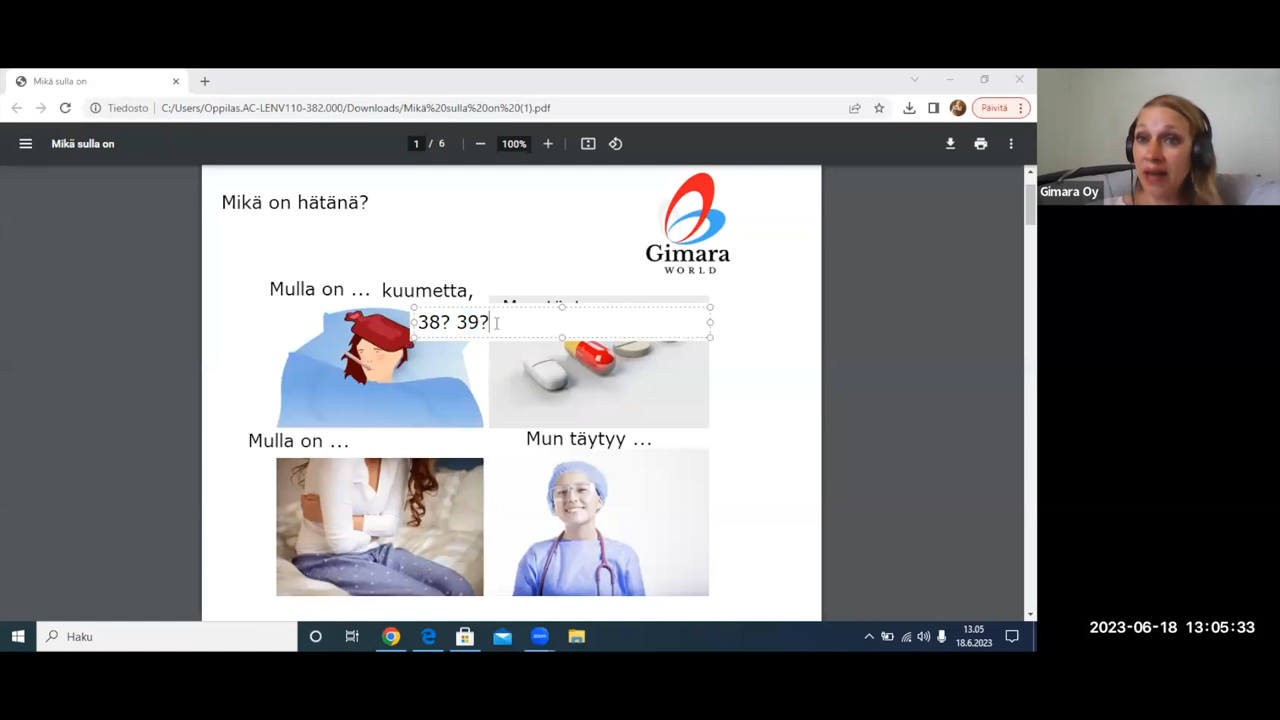 Mikä sulla on
Tiedosto
C:/Users/Oppilas.AC-LENV110-382.000/Downloads/Mikä%20sulla%20on%20(1).pdf
Päivitä
Mikä sulla on
1 / 6
100%
Mikä on hätänä?
Gimara
WORLD
Mulla on ... kuumetta,
38? 39?
Mulla on ...
Mun täytyy ...
Gimara Oy
Haku
13.05
18.6.2023
2023-06-18 13:05:33